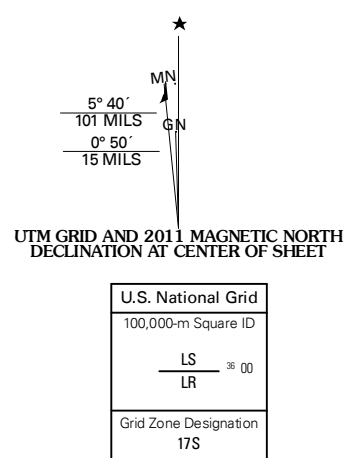 ★
MN
5° 40´
101 MILS
GN
0° 50´
15 MILS
UTM GRID AND 2011 MAGNETIC NORTH
DECLINATION AT CENTER OF SHEET
U.S. National Grid
100,000-m Square ID
LS
36 00
LR
Grid Zone Designation
17S